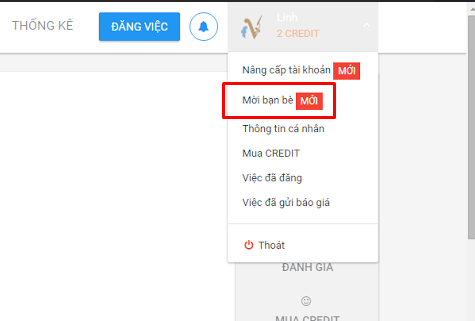 THỐNG KÊ
ĐĂNG VIỆC
Linh
2 CREDIT
Nâng cấp tài khoản MỚI
Mời bạn bè MỚI
Thông tin cá nhân
Mua CREDIT
Việc đã đăng
Việc đã gửi báo giá
Thoát
ĐÁNH GIÁ
MUA CREDIT